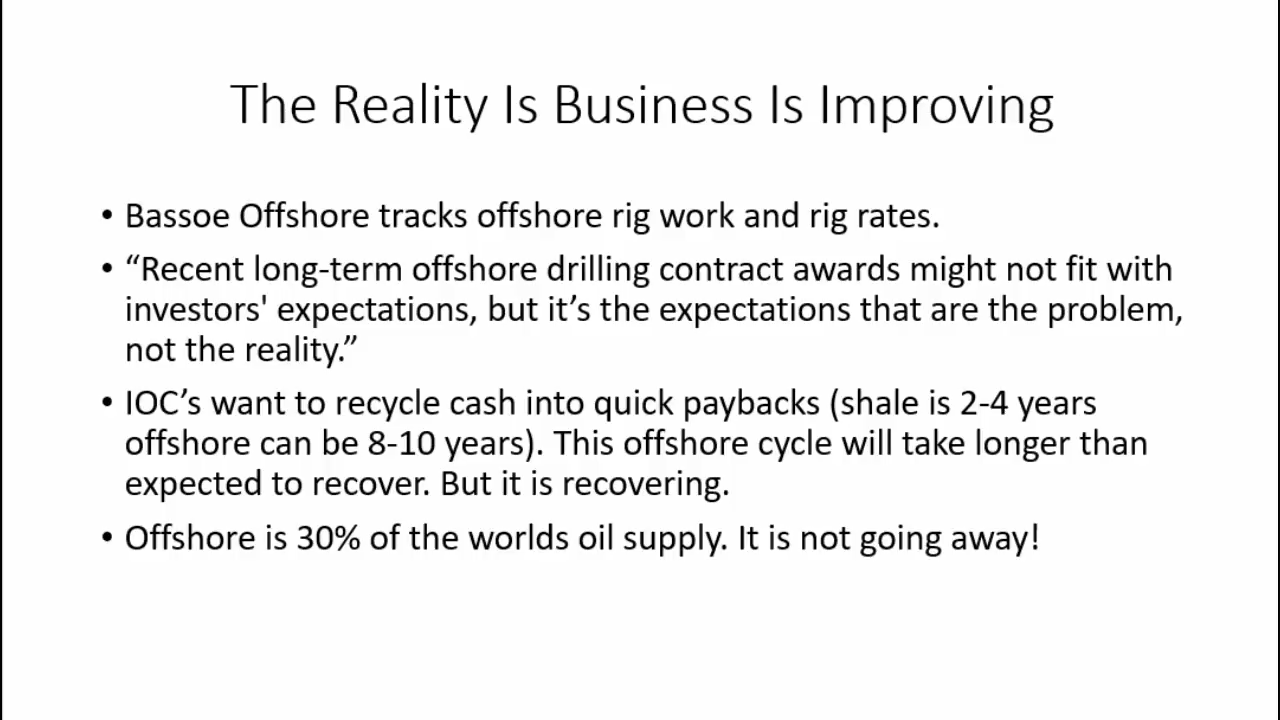 The Reality Is Business Is Improving
• Bassoe Offshore tracks offshore rig work and rig rates.
• “Recent long-term offshore drilling contract awards might not fit with
investors' expectations, but it’s the expectations that are the problem,
not the reality.”
• IOC’s want to recycle cash into quick paybacks (shale is 2-4 years
offshore can be 8-10 years). This offshore cycle will take longer than
expected to recover. But it is recovering.
• Offshore is 30% of the worlds oil supply. It is not going away!